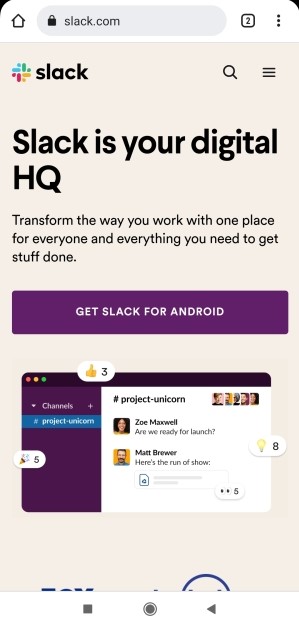 slack.com
2
slack
Slack is your digital
HQ
Transform the way you work with one place
for everyone and everything you need to get
stuff done.
GET SLACK FOR ANDROID
3
Channels +
# project-unicorn
# project-unicorn
Zoe Maxwell
Are we ready for launch?
Matt Brewer
Here's the run of show:
8
5
5